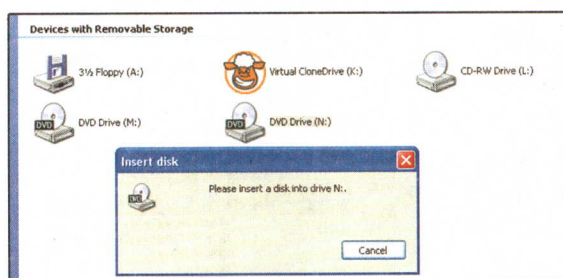 Devices with Removable Storage
3½ Floppy (A:)
Virtual CloneDrive (K:)
CD-RW Drive (L:)
DVD Drive (M:)
DVD Drive (N:)
Insert disk
Please insert a disk into drive N:.
Cancel